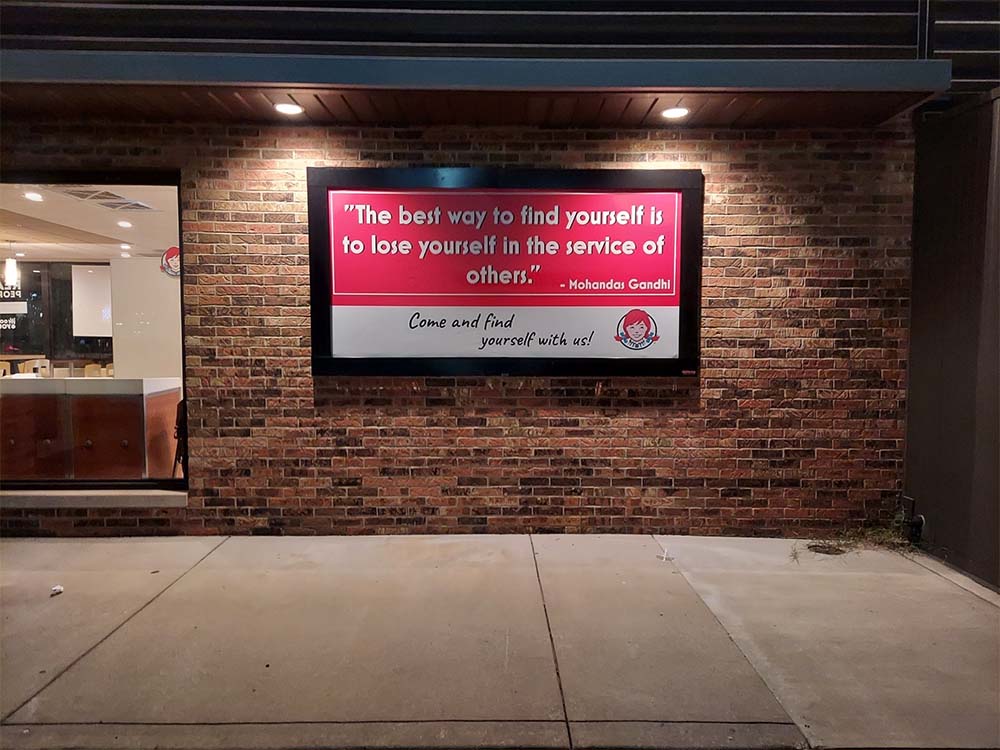 "The best way to find yourself is
to lose yourself in the service of
others."
- Mohandas Gandhi
Come and find
yourself with us!